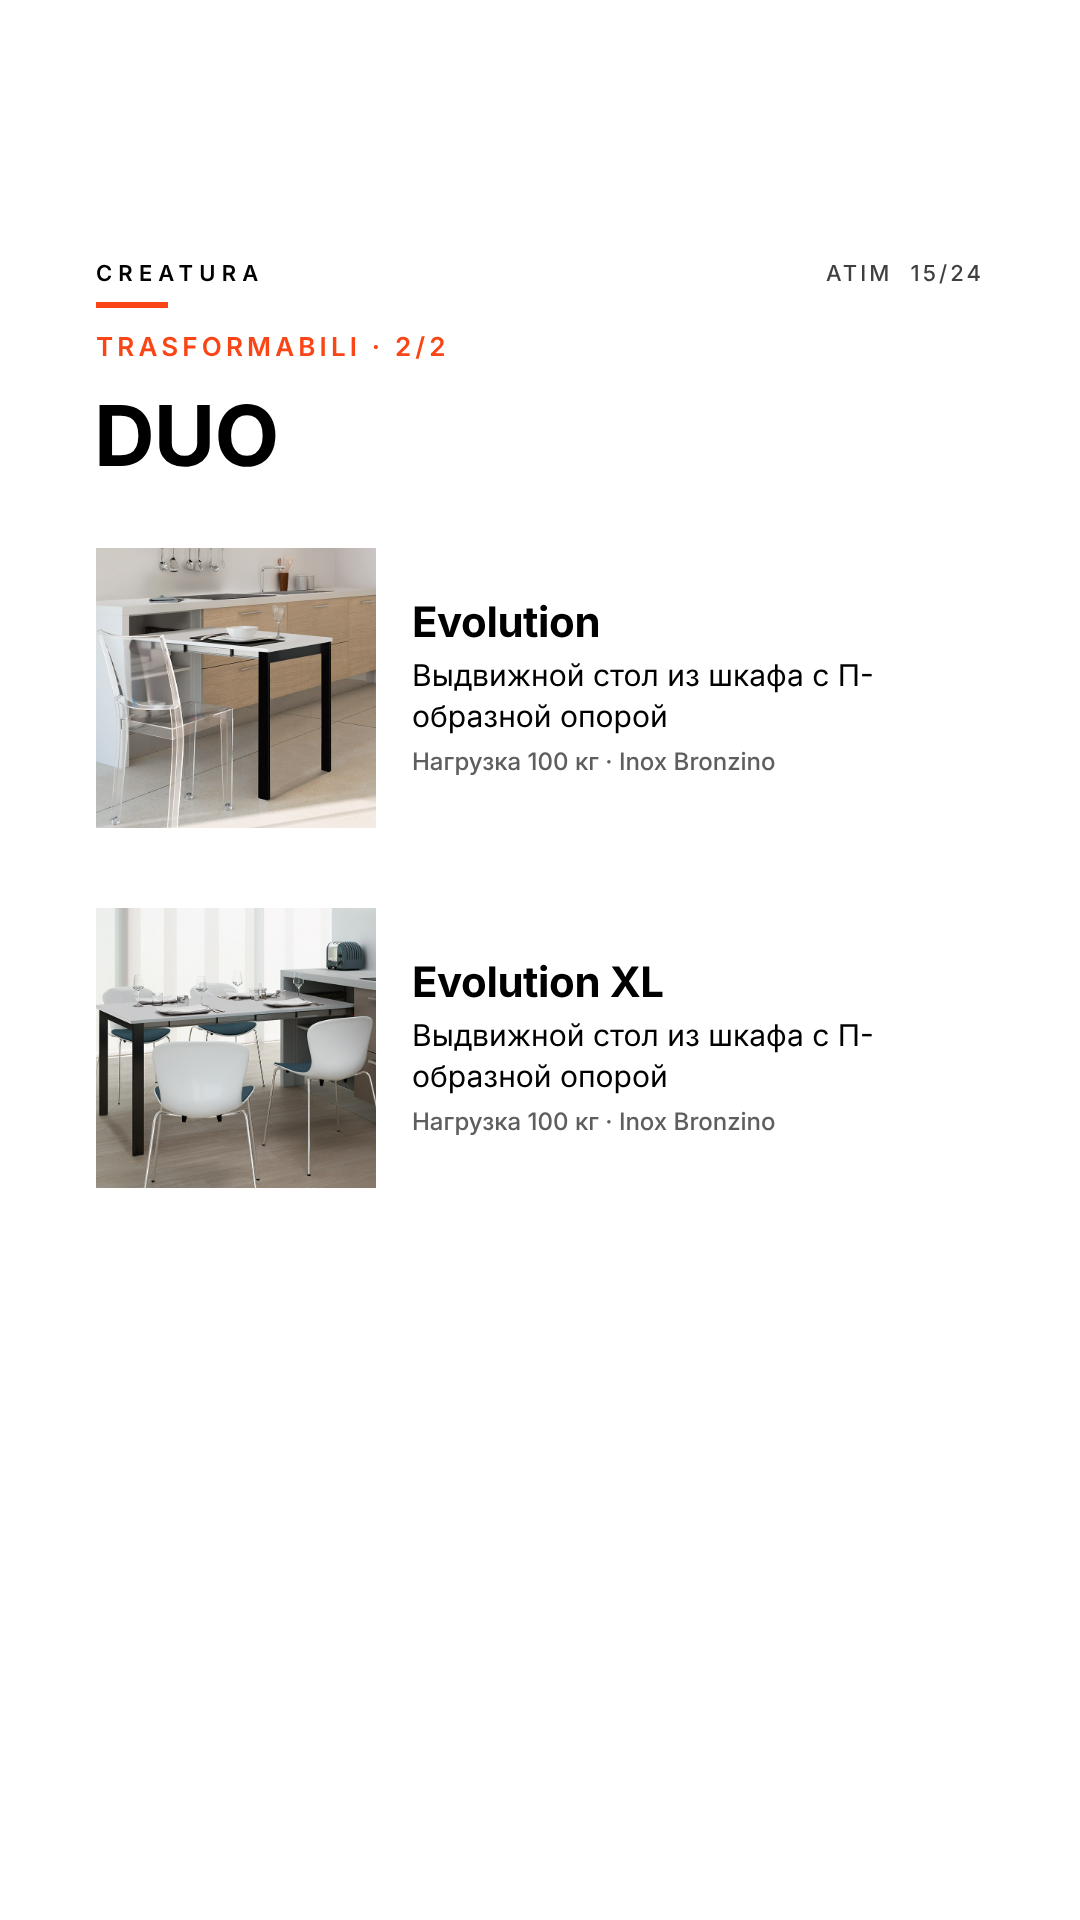 CREATURA
ATIM 15/24
TRASFORMABILI · 2/2
DUO
Evolution
Выдвижной стол из шкафа с П-
образной опорой
Нагрузка 100 кг · Inox Bronzino
Evolution XL
Выдвижной стол из шкафа с П-
образной опорой
Нагрузка 100 кг · Inox Bronzino